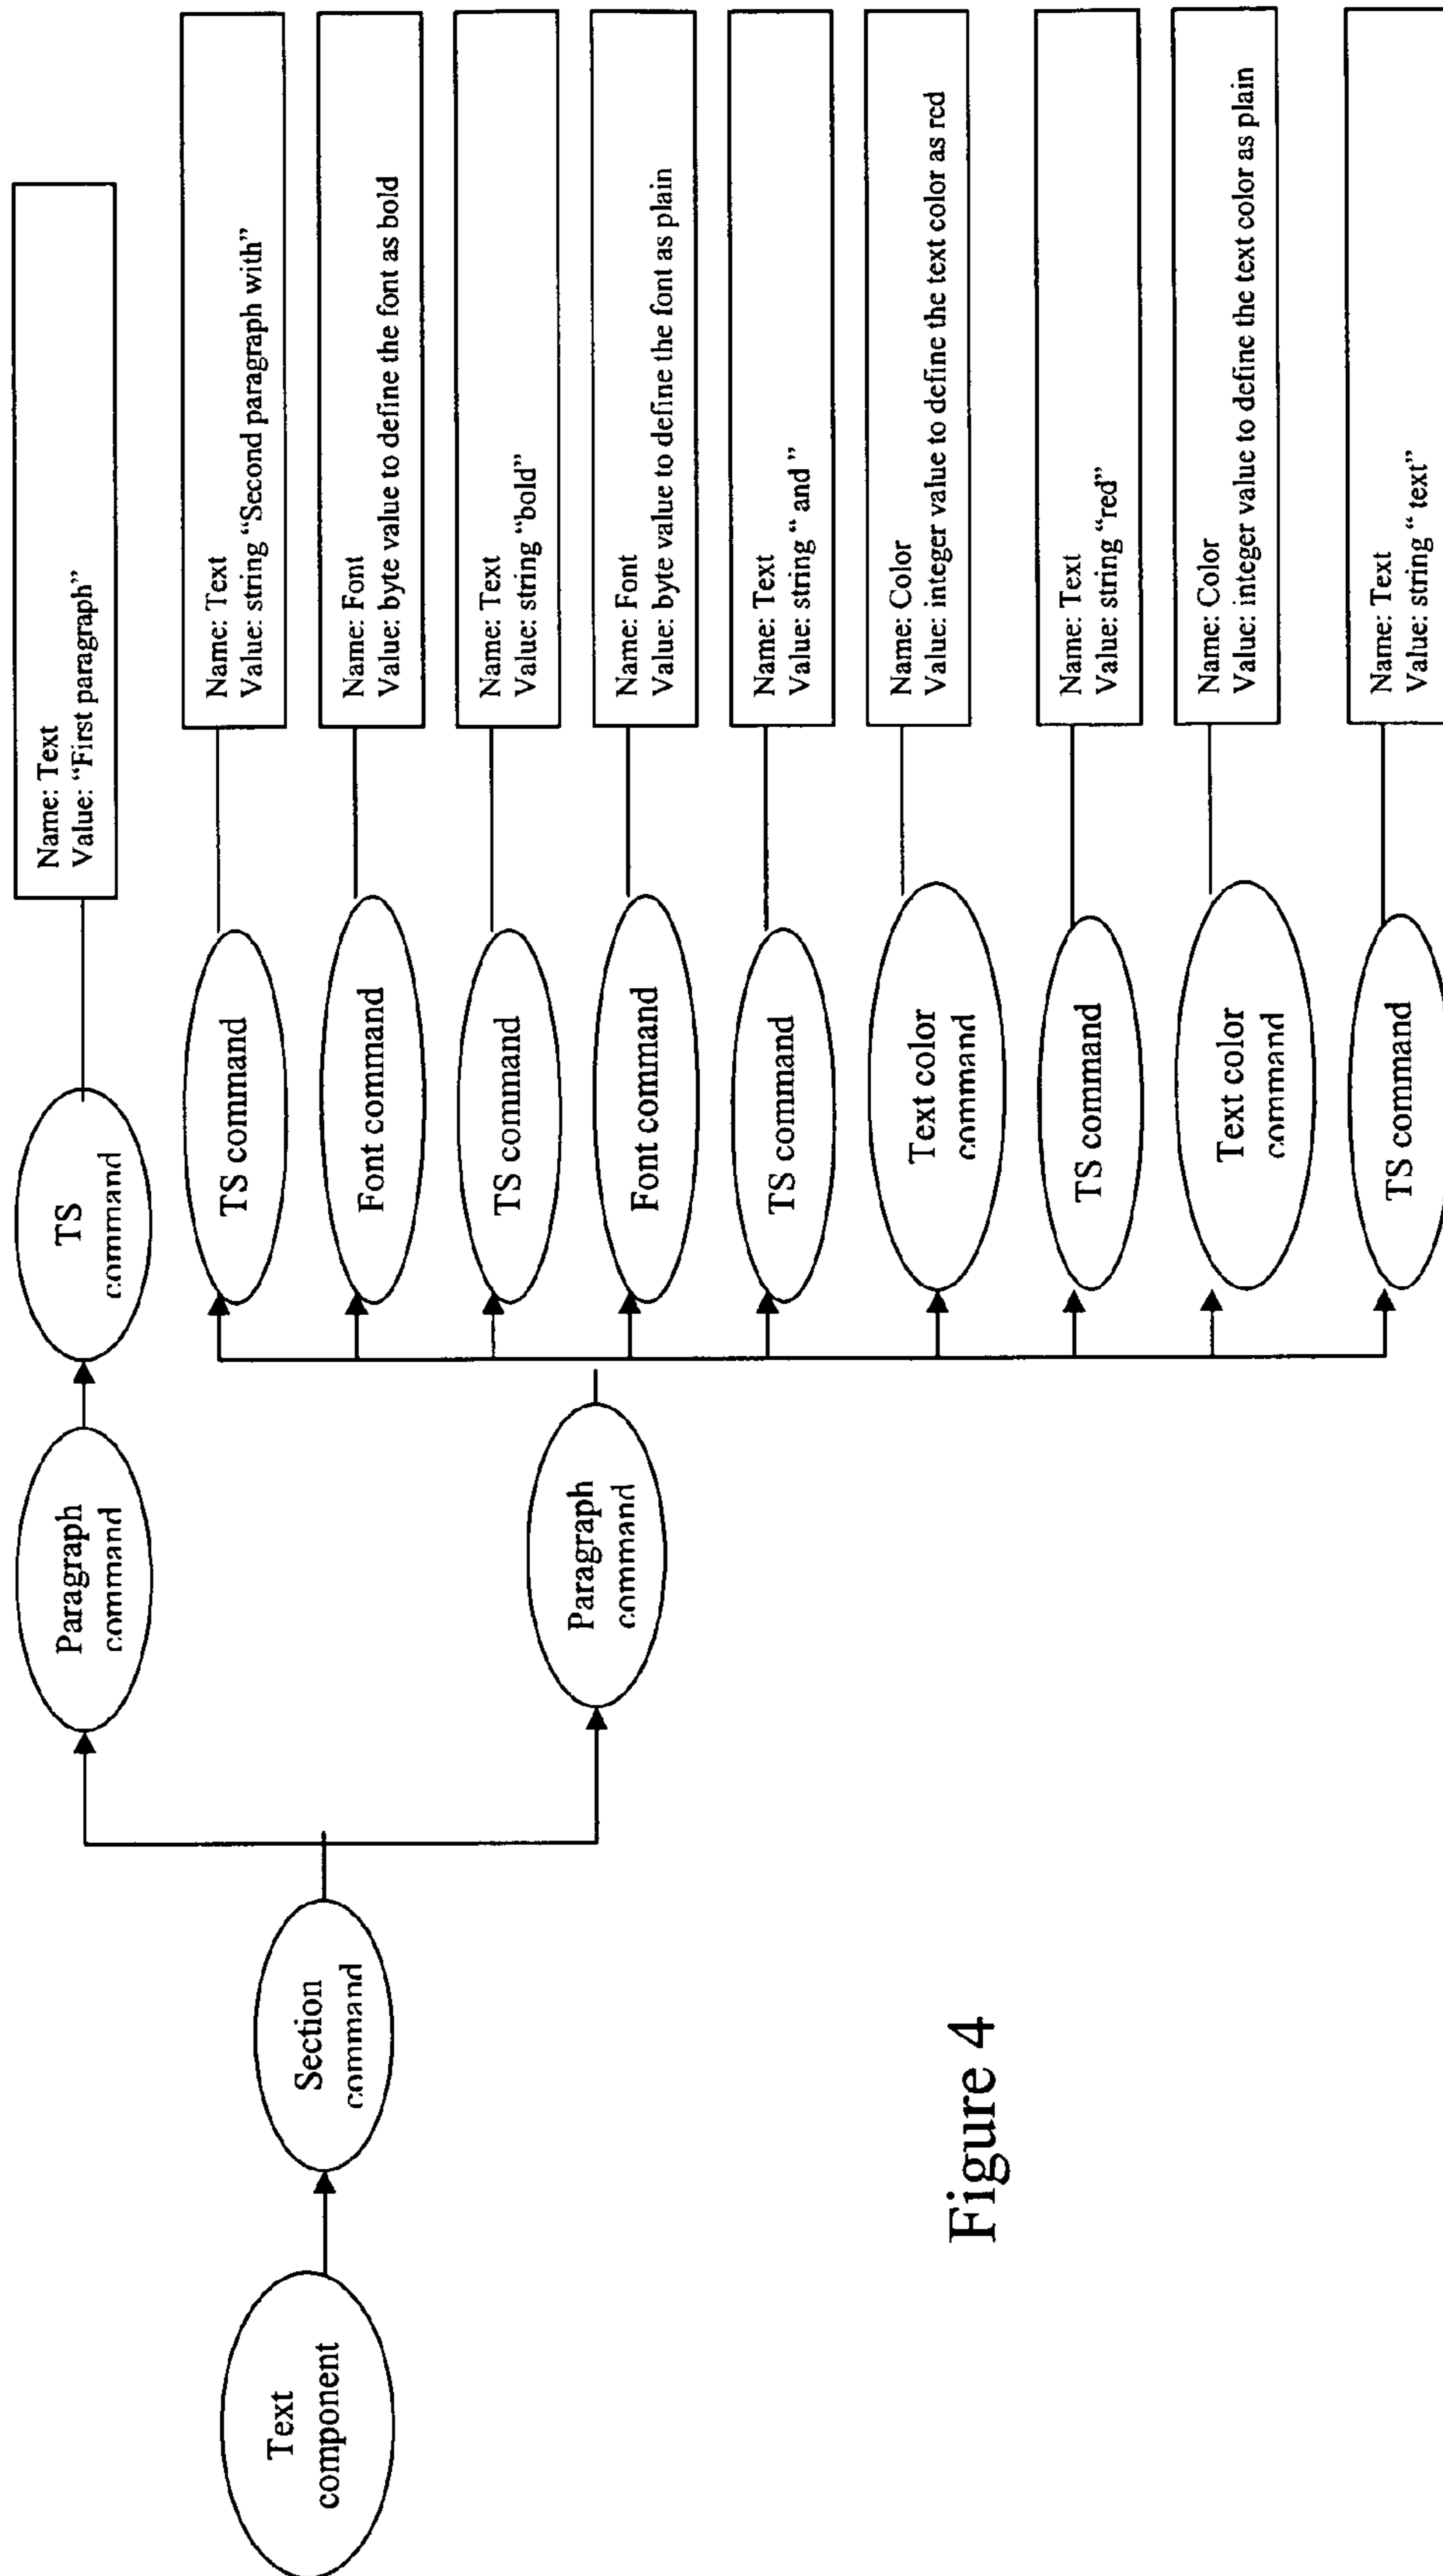 Text
component
Section
command
Paragraph
command
TS
command
Name: Text
Value: “First paragraph”
Paragraph
command
TS command
Name: Text
Value: string “Second paragraph with”
Font command
Name: Font
Value: byte value to define the font as bold
TS command
Name: Text
Value: string “bold”
Font command
Name: Font
Value: byte value to define the font as plain
TS command
Name: Text
Value: string “ and ”
Text color
command
Name: Color
Value: integer value to define the text color as red
TS command
Name: Text
Value: string “red”
Text color
command
Name: Color
Value: integer value to define the text color as plain
TS command
Name: Text
Value: string “ text”
Figure 4